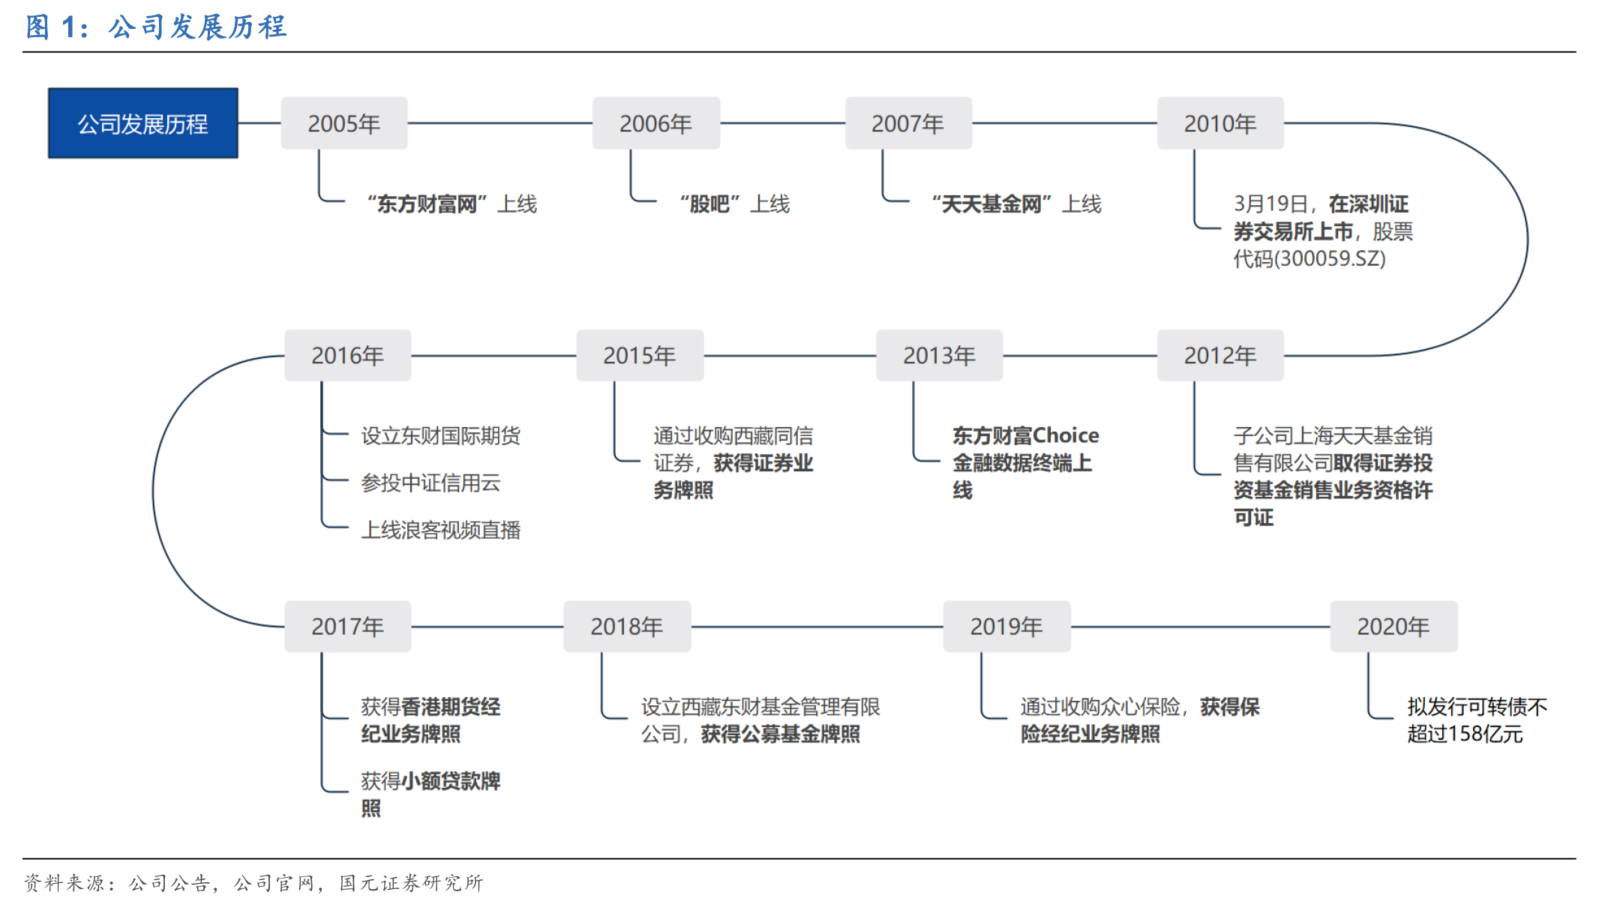 图 1：公司发展历程
公司发展历程
2005年
2006年
2007年
2010年
“东方财富网”上线
“股吧”上线
“天天基金网”上线
3月19日，在深圳证
券交易所上市，股票
代码(300059.SZ)
2016年
2015年
2013年
2012年
设立东财国际期货
参投中证信用云
上线浪客视频直播
通过收购西藏同信
证券，获得证券业
务牌照
东方财富Choice
金融数据终端上
线
子公司上海天天基金销
售有限公司取得证券投
资基金销售业务资格许
可证
2017年
2018年
2019年
2020年
获得香港期货经
纪业务牌照
获得小额贷款牌
照
设立西藏东财基金管理有限
公司，获得公募基金牌照
通过收购众心保险，获得保
险经纪业务牌照
拟发行可转债不
超过158亿元
资料来源：公司公告，公司官网，国元证券研究所